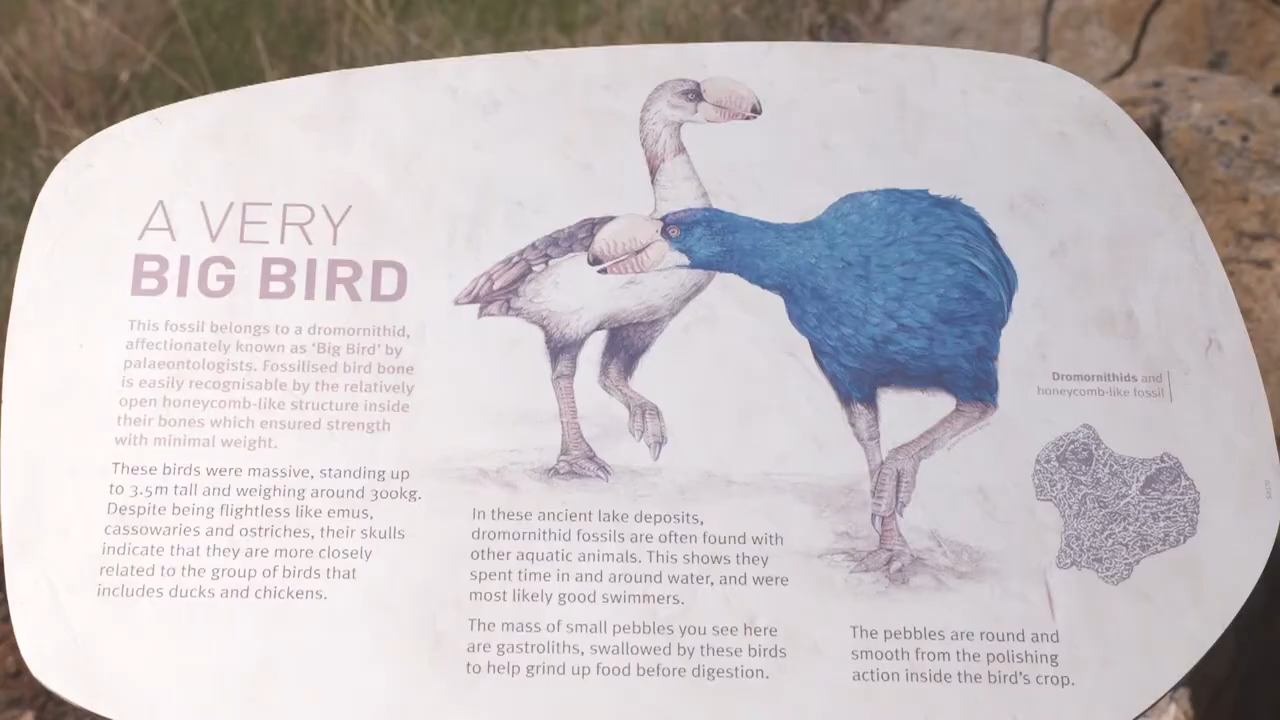 A VERY
BIG BIRD
This fossil belongs to a dromornithid,
affectionately known as ‘Big Bird’ by
palaeontologists. Fossilised bird bone
is easily recognisable by the relatively
open honeycomb-like structure inside
their bones which ensured strength
with minimal weight.
These birds were massive, standing up
to 3.5m tall and weighing around 300kg.
Despite being flightless like emus,
cassowaries and ostriches, their skulls
indicate that they are more closely
related to the group of birds that
includes ducks and chickens.
In these ancient lake deposits,
dromornithid fossils are often found with
other aquatic animals. This shows they
spent time in and around water, and were
most likely good swimmers.
The mass of small pebbles you see here
are gastroliths, swallowed by these birds
to help grind up food before digestion.
Dromornithids and
honeycomb-like fossil
The pebbles are round and
smooth from the polishing
action inside the bird’s crop.